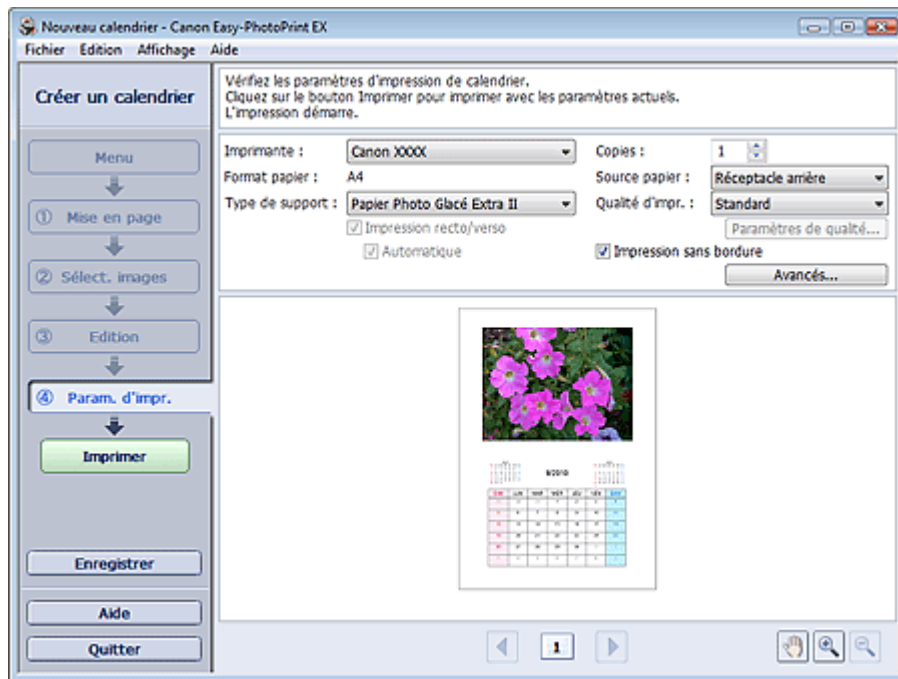 Nouveau calendrier - Canon Easy-PhotoPrint EX
Fichier Edition Affichage Aide
Créer un calendrier
Vérifiez les paramètres d'impression de calendrier.
Cliquez sur le bouton Imprimer pour imprimer avec les paramètres actuels.
L'impression démarre.
Menu
① Mise en page
② Sélect. images
③ Edition
④ Param. d'impr.
Imprimer
Enregistrer
Aide
Quitter
Imprimante : Canon XXXX
Copies : 1
Format papier : A4
Source papier : Réceptacle arrière
Type de support : Papier Photo Glacé Extra II
Qualité d'impr. : Standard
Impression recto/verso
Paramètres de qualité...
Automatique
Impression sans bordure
Avancés...
1